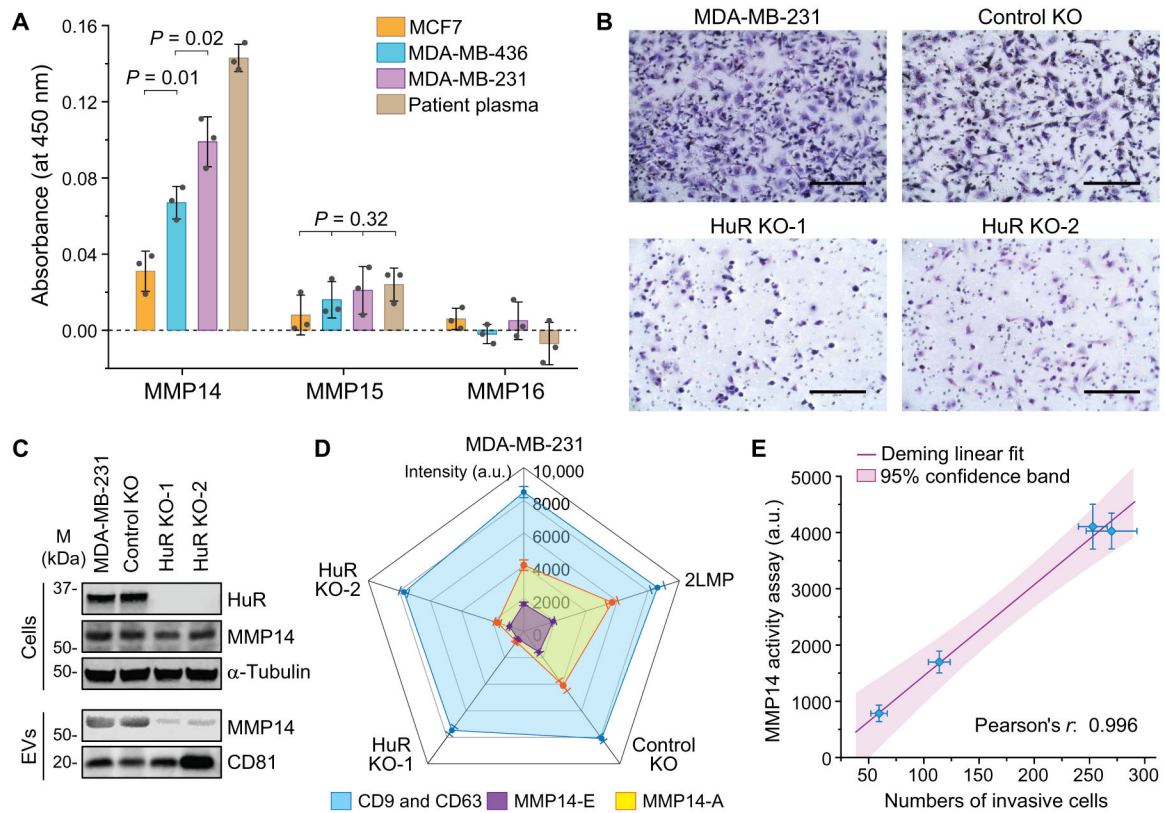 A
0.16
0.12
0.08
0.04
0.00
Absorbance (at 450 nm)
P = 0.01
P = 0.02
P = 0.32
MCF7
MDA-MB-436
MDA-MB-231
Patient plasma
MMP14
MMP15
MMP16
B
MDA-MB-231
Control KO
HuR KO-1
HuR KO-2
C
M
(kDa)
MDA-MB-231
Control KO
HuR KO-1
HuR KO-2
Cells
37-
HuR
50-
MMP14
50-
α-Tubulin
EVs
50-
MMP14
20-
CD81
D
MDA-MB-231
Intensity (a.u.)
10,000
8000
6000
4000
2000
0
2LMP
Control
KO
HuR
KO-1
HuR
KO-2
CD9 and CD63
MMP14-E
MMP14-A
E
Deming linear fit
95% confidence band
5000
4000
3000
2000
1000
0
MMP14 activity assay (a.u.)
Pearson's r: 0.996
50
100
150
200
250
300
Numbers of invasive cells